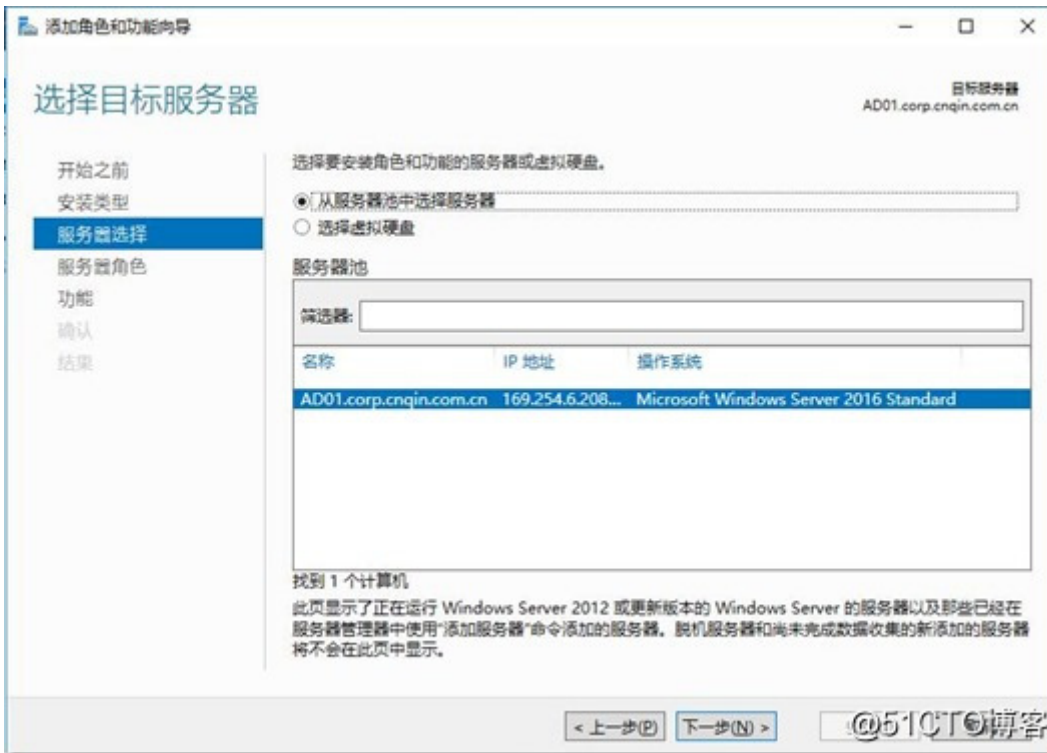 添加角色和功能向导
选择目标服务器
目标服务器
AD01.corp.cnqin.com.cn
开始之前
安装类型
服务器选择
服务器角色
功能
确认
结果
选择要安装角色和功能的服务器或虚拟硬盘。
从服务器池中选择服务器
选择虚拟硬盘
服务器池
筛选器:
名称 IP 地址 操作系统
AD01.corp.cnqin.com.cn 169.254.6.208... Microsoft Windows Server 2016 Standard
找到 1 个计算机
此页显示了正在运行 Windows Server 2012 或更新版本的 Windows Server 的服务器以及那些已经在
服务器管理器中使用"添加服务器"命令添加的服务器。脱机服务器和尚未完成数据收集的新添加的服务器
将不会在此页中显示。
< 上一步(P) 下一步(N) >
@51CTO博客